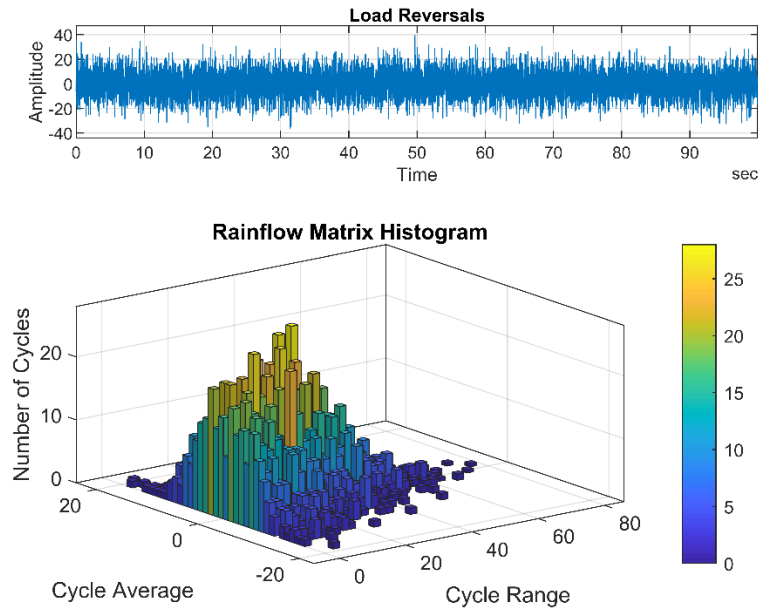 Load Reversals
Amplitude
40
20
0
-20
-40
0 10 20 30 40 50 60 70 80 90
Time
sec
Rainflow Matrix Histogram
Number of Cycles
20
10
0
20
0
-20
Cycle Average
0
20
40
60
80
Cycle Range
25
20
15
10
5
0